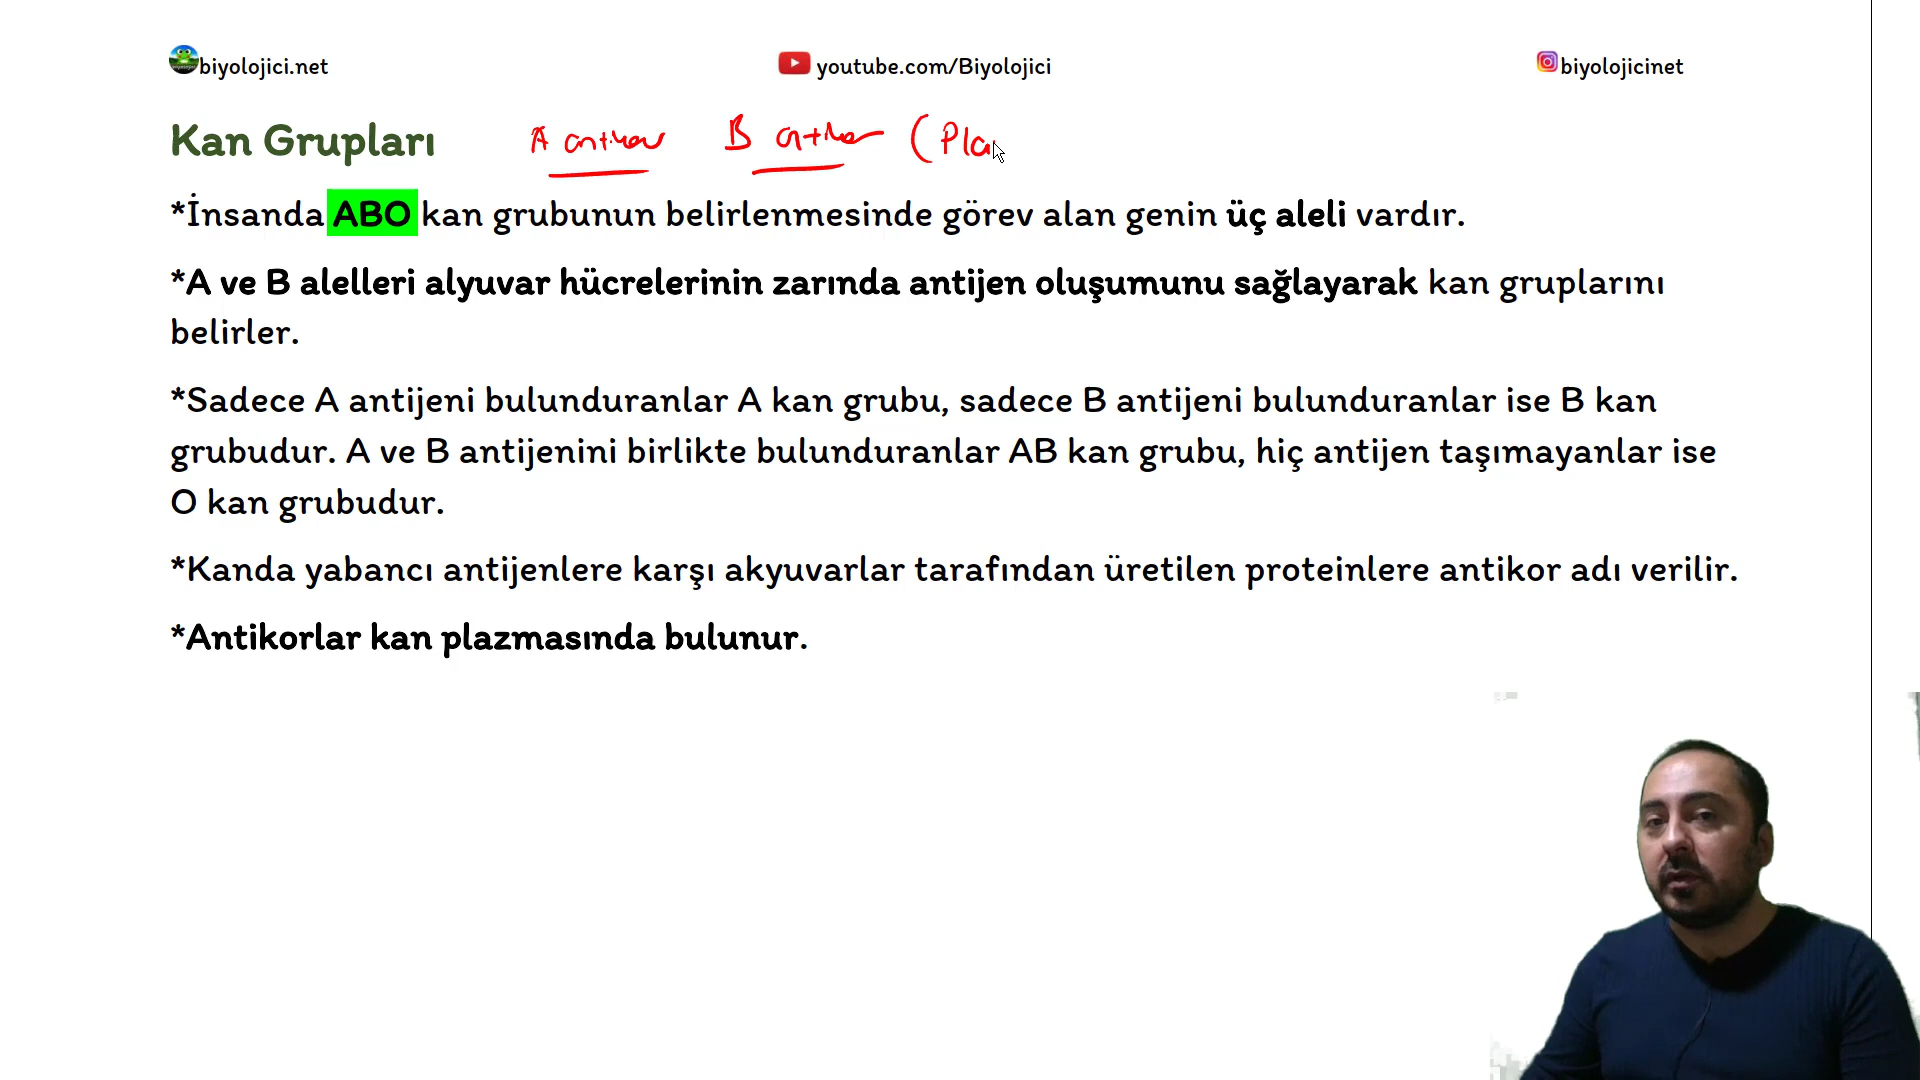 biyolojici.net
youtube.com/Biyolojici
biyolojicinet
Kan Grupları
A antikor B antikor (Pla
*İnsanda ABO kan grubunun belirlenmesinde görev alan genin üç aleli vardır.
*A ve B alelleri alyuvar hücrelerinin zarında antijen oluşumunu sağlayarak kan gruplarını
belirler.
*Sadece A antijeni bulunduranlar A kan grubu, sadece B antijeni bulunduranlar ise B kan
grubudur. A ve B antijenini birlikte bulunduranlar AB kan grubu, hiç antijen taşımayanlar ise
O kan grubudur.
*Kanda yabancı antijenlere karşı akyuvarlar tarafından üretilen proteinlere antikor adı verilir.
*Antikorlar kan plazmasında bulunur.